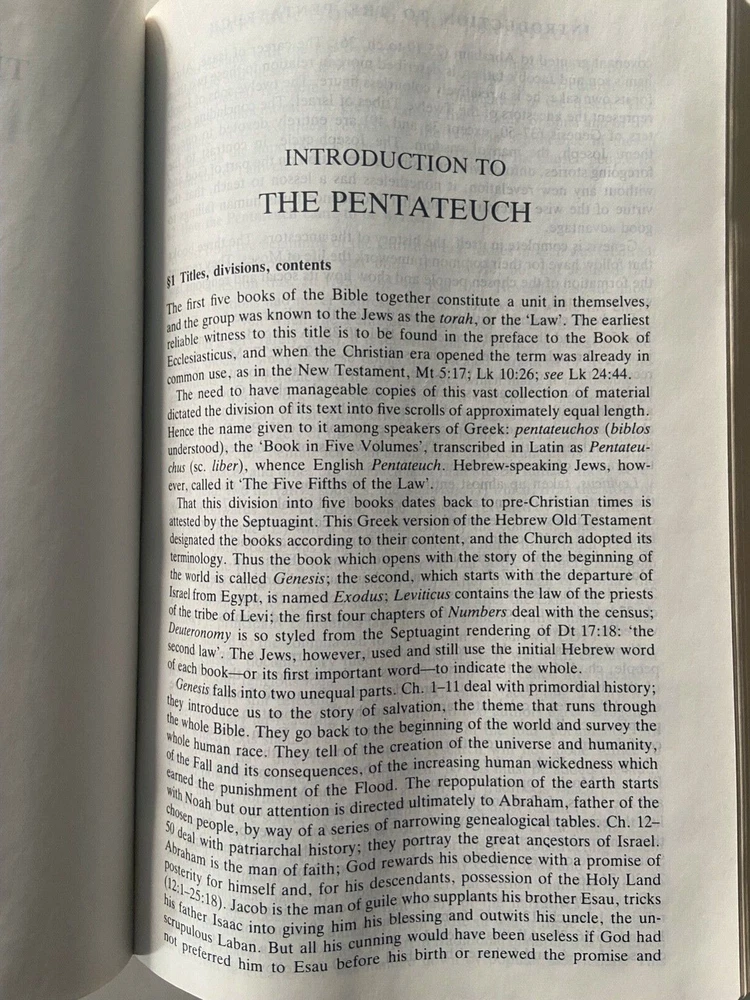 INTRODUCTION TO
THE PENTATEUCH
§1 Titles, divisions, contents
The first five books of the Bible together constitute a unit in themselves,
and the group was known to the Jews as the torah, or the ‘Law’. The earliest
reliable witness to this title is to be found in the preface to the Book of
Ecclesiasticus, and when the Christian era opened the term was already in
common use, as in the New Testament, Mt 5:17; Lk 10:26; see Lk 24:44.
The need to have manageable copies of this vast collection of material
dictated the division of its text into five scrolls of approximately equal length.
Hence the name given to it among speakers of Greek: pentateuchos (biblos
understood), the ‘Book in Five Volumes’, transcribed in Latin as Pentateu-
chus (sc. liber), whence English Pentateuch. Hebrew-speaking Jews, how-
ever, called it ‘The Five Fifths of the Law’.
That this division into five books dates back to pre-Christian times is
attested by the Septuagint. This Greek version of the Hebrew Old Testament
designated the books according to their content, and the Church adopted its
terminology. Thus the book which opens with the story of the beginning of
the world is called Genesis; the second, which starts with the departure of
Israel from Egypt, is named Exodus; Leviticus contains the law of the priests
of the tribe of Levi; the first four chapters of Numbers deal with the census;
Deuteronomy is so styled from the Septuagint rendering of Dt 17:18: ‘the
second law’. The Jews, however, used and still use the initial Hebrew word
of each book—or its first important word—to indicate the whole.
Genesis falls into two unequal parts. Ch. 1–11 deal with primordial history;
they introduce us to the story of salvation, the theme that runs through
the whole Bible. They go back to the beginning of the world and survey the
whole human race. They tell of the creation of the universe and humanity,
of the Fall and its consequences, of the increasing human wickedness which
earned the punishment of the Flood. The repopulation of the earth starts
with Noah but our attention is directed ultimately to Abraham, father of the
chosen people, by way of a series of narrowing genealogical tables. Ch. 12–
50 deal with patriarchal history; they portray the great ancestors of Israel.
Abraham is the man of faith; God rewards his obedience with a promise of
posterity for himself and, for his descendants, possession of the Holy Land
(12:1–25:18). Jacob is the man of guile who supplants his brother Esau, tricks
his father Isaac into giving him his blessing and outwits his uncle, the un-
scrupulous Laban. But all his cunning would have been useless if God had
not preferred him to Esau before his birth or renewed the promise and